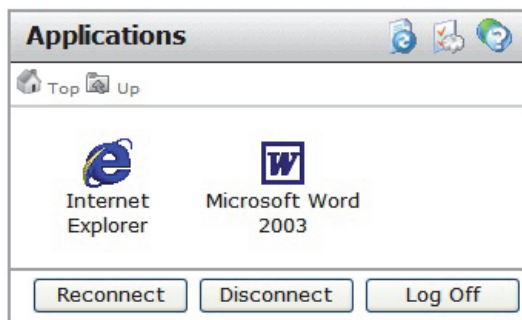 Applications
Top Up
Internet
Explorer
Microsoft Word
2003
Reconnect Disconnect Log Off